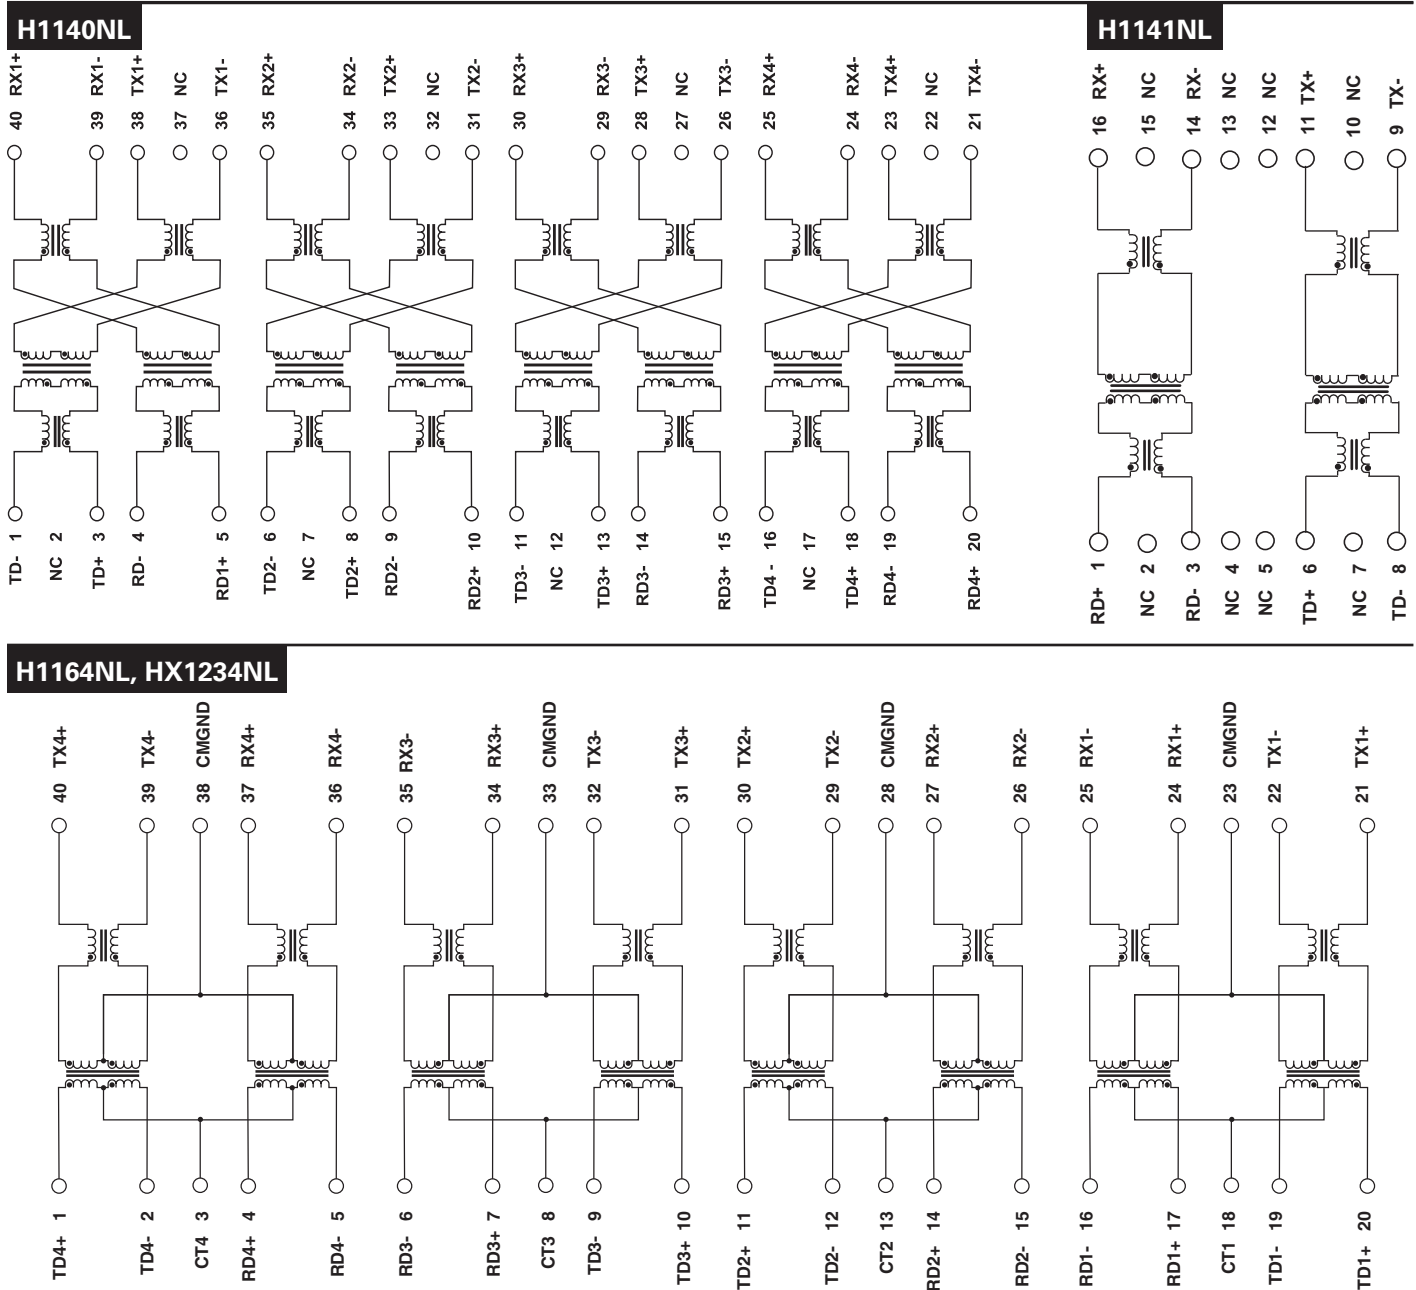 H1140NL
40 RX1+
39 RX1-
38 TX1+
37 NC
36 TX1-
35 RX2+
34 RX2-
33 TX2+
32 NC
31 TX2-
30 RX3+
29 RX3-
28 TX3+
27 NC
26 TX3-
25 RX4+
24 RX4-
23 TX4+
22 NC
21 TX4-
TD- 1
NC 2
TD+ 3
RD- 4
RD1+ 5
TD2- 6
NC 7
TD2+ 8
RD2- 9
RD2+ 10
TD3- 11
NC 12
TD3+ 13
RD3- 14
RD3+ 15
TD4 - 16
NC 17
TD4+ 18
RD4- 19
RD4+ 20
H1141NL
16 RX+
15 NC
14 RX-
13 NC
12 NC
11 TX+
10 NC
9 TX-
RD+ 1
NC 2
RD- 3
NC 4
NC 5
TD+ 6
NC 7
TD- 8
H1164NL, HX1234NL
40 TX4+
39 TX4-
38 CMGND
37 RX4+
36 RX4-
35 RX3-
34 RX3+
33 CMGND
32 TX3-
31 TX3+
30 TX2+
29 TX2-
28 CMGND
27 RX2+
26 RX2-
25 RX1-
24 RX1+
23 CMGND
22 TX1-
21 TX1+
TD4+ 1
TD4- 2
CT4 3
RD4+ 4
RD4- 5
RD3- 6
RD3+ 7
CT3 8
TD3- 9
TD3+ 10
TD2+ 11
TD2- 12
CT2 13
RD2+ 14
RD2- 15
RD1- 16
RD1+ 17
CT1 18
TD1- 19
TD1+ 20